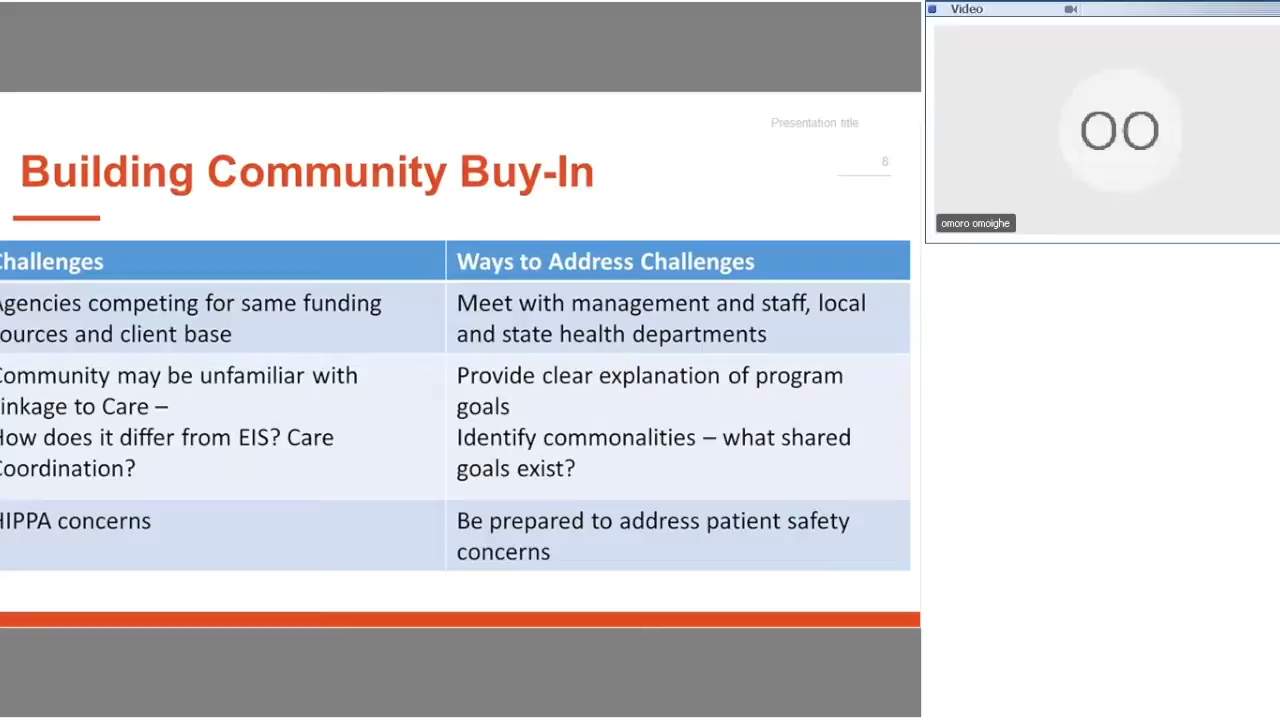 Video
Presentation title
8
Building Community Buy-In
OO
omoro omoighe
Challenges
Ways to Address Challenges
Agencies competing for same funding
Meet with management and staff, local
ources and client base
and state health departments
Community may be unfamiliar with
Provide clear explanation of program
inkage to Care –
goals
How does it differ from EIS? Care
Identify commonalities – what shared
Coordination?
goals exist?
HIPPA concerns
Be prepared to address patient safety
concerns